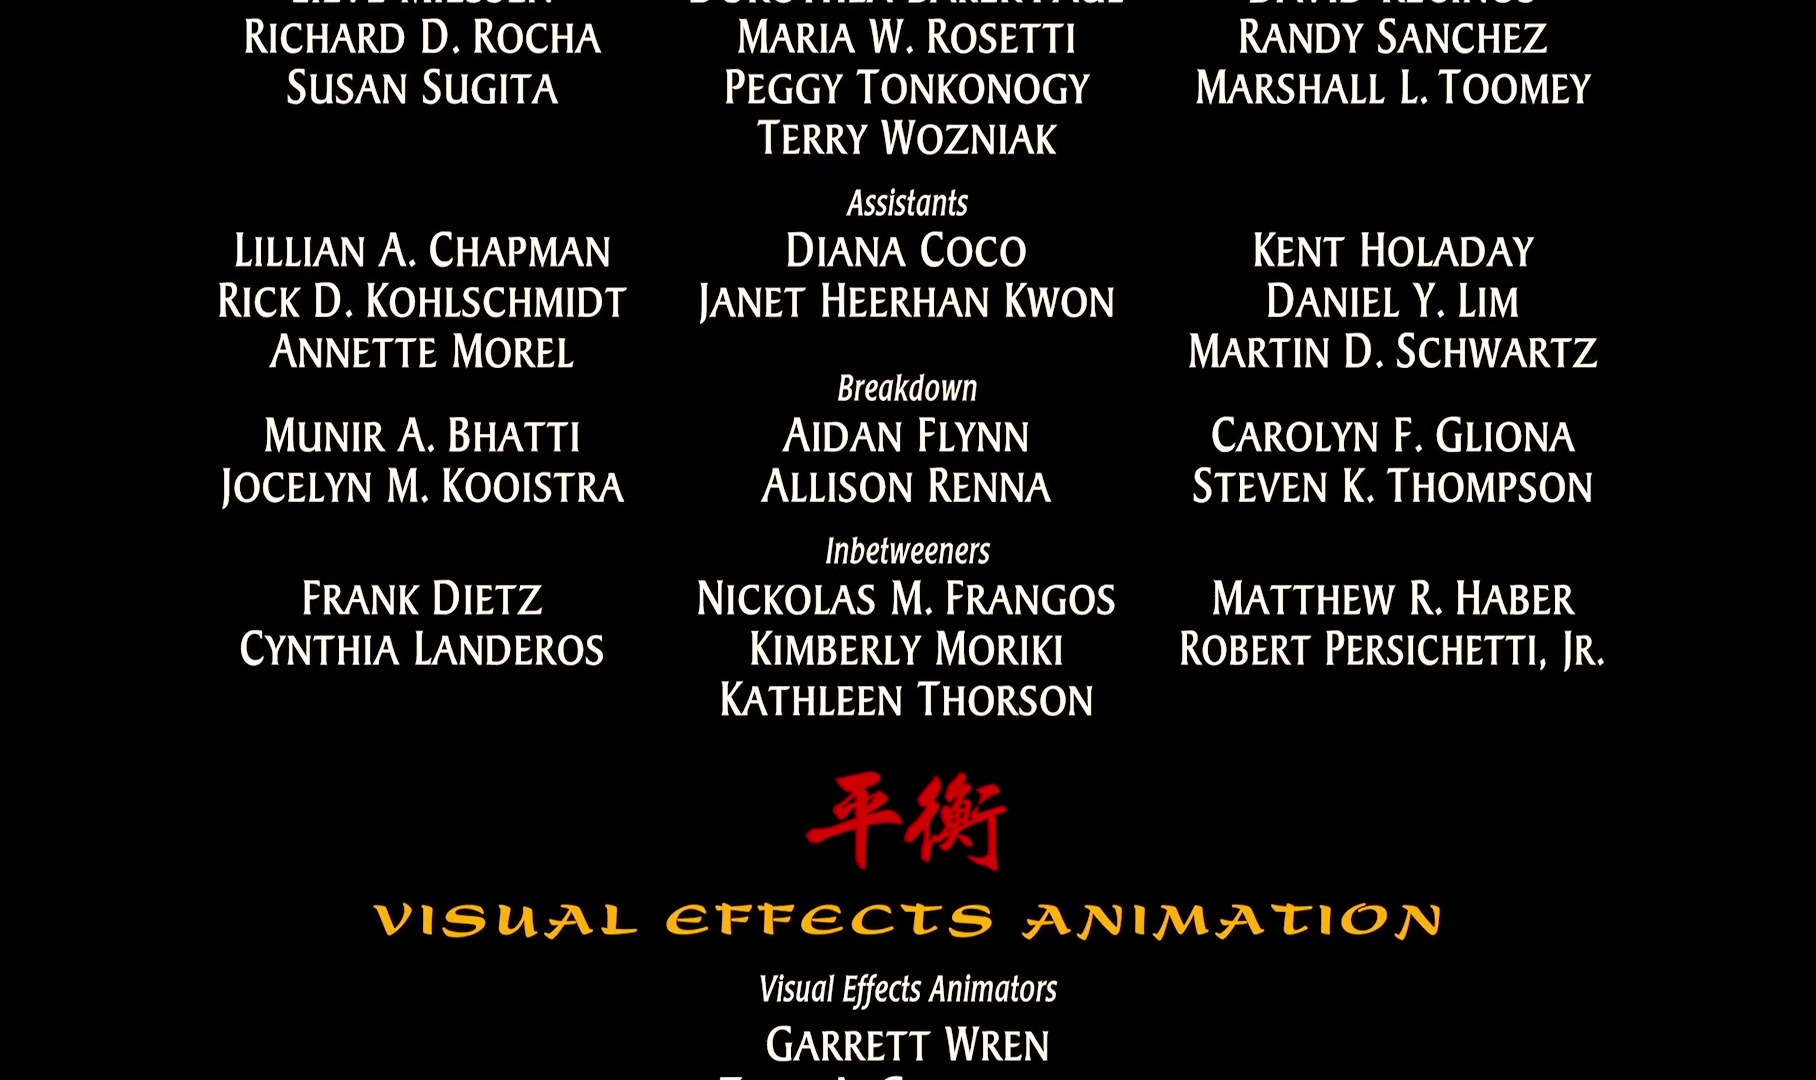 RICHARD D. ROCHA MARIA W. ROSETTI RANDY SANCHEZ
SUSAN SUGITA PEGGY TONKONOGY MARSHALL L. TOOMEY
TERRY WOZNIAK
Assistants
LILLIAN A. CHAPMAN DIANA COCO KENT HOLADAY
RICK D. KOHLSCHMIDT JANET HEERHAN KWON DANIEL Y. LIM
ANNETTE MOREL MARTIN D. SCHWARTZ
Breakdown
MUNIR A. BHATTI AIDAN FLYNN CAROLYN F. GLIONA
JOCELYN M. KOOISTRA ALLISON RENNA STEVEN K. THOMPSON
Inbetweeners
FRANK DIETZ NICKOLAS M. FRANGOS MATTHEW R. HABER
CYNTHIA LANDEROS KIMBERLY MORIKI ROBERT PERSICHETTI, JR.
KATHLEEN THORSON
平衡
VISUAL EFFECTS ANIMATION
Visual Effects Animators
GARRETT WREN